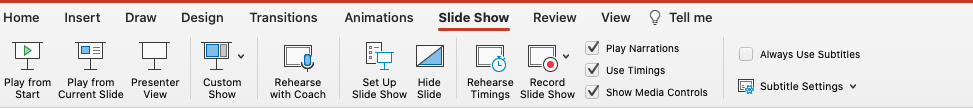 Home Insert Draw Design Transitions Animations Slide Show Review View Tell me
Play from Start
Play from Current Slide
Presenter View
Custom Show
Rehearse with Coach
Set Up Slide Show
Hide Slide
Rehearse Timings
Record Slide Show
Play Narrations
Use Timings
Show Media Controls
Always Use Subtitles
Subtitle Settings